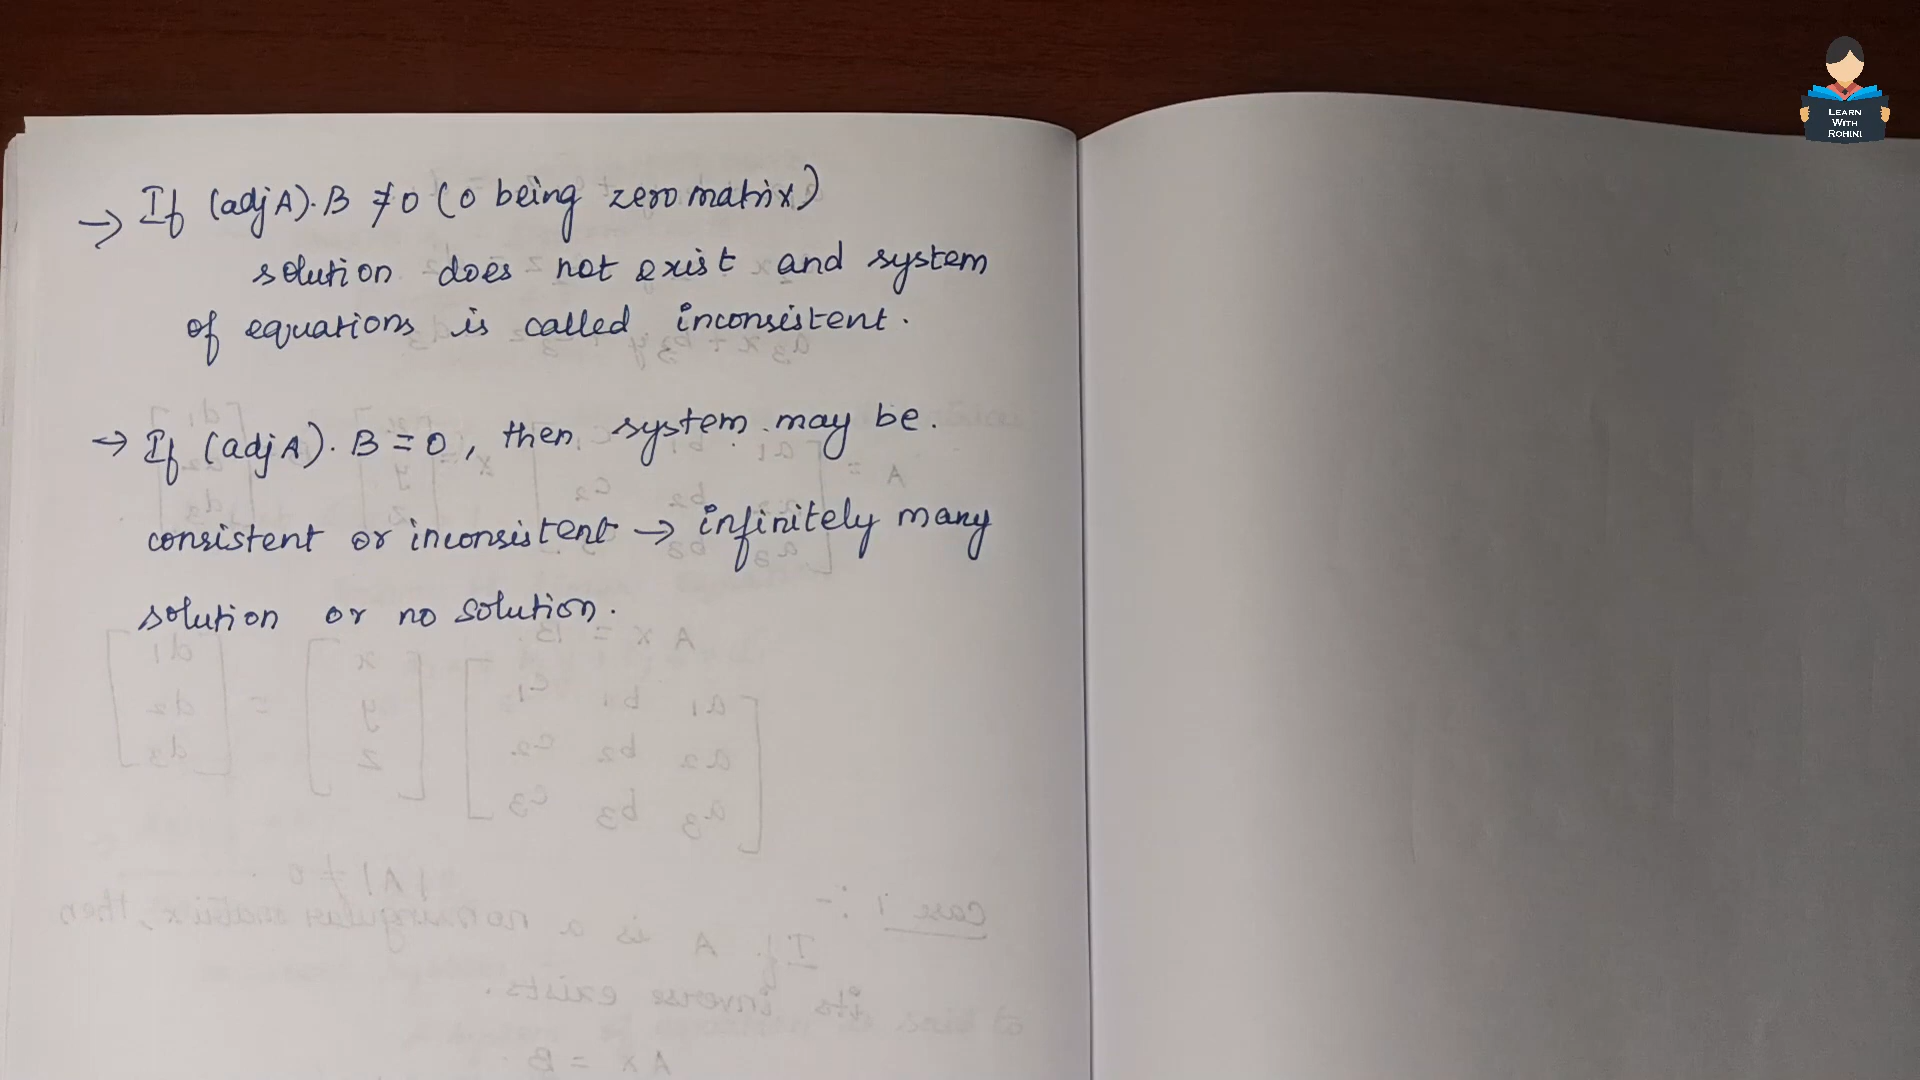 → If (adj A). B ≠ 0 (0 being zero matrix)
solution does not exist and system
of equations is called inconsistent.
→ If (adj A). B = 0, then system may be.
consistent or inconsistent → infinitely many
solution or no solution.
LEARN
WITH
ROHINI